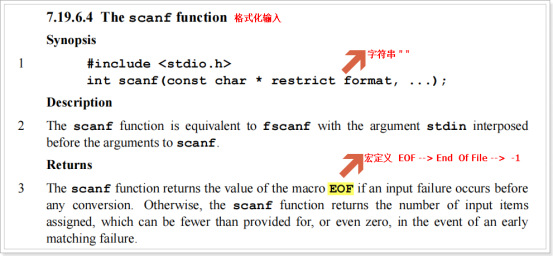 7.19.6.4 The scanf function 格式化输入
Synopsis
字符串 " "
1 #include <stdio.h>
int scanf(const char * restrict format, ...);
Description
2 The scanf function is equivalent to fscanf with the argument stdin interposed
before the arguments to scanf.
宏定义 EOF --> End Of File --> -1
Returns
3 The scanf function returns the value of the macro EOF if an input failure occurs before
any conversion. Otherwise, the scanf function returns the number of input items
assigned, which can be fewer than provided for, or even zero, in the event of an early
matching failure.